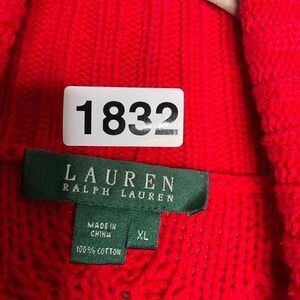 1832
LAUREN
RALPH LAUREN
MADE IN
CHINA
XL
100% COTTON